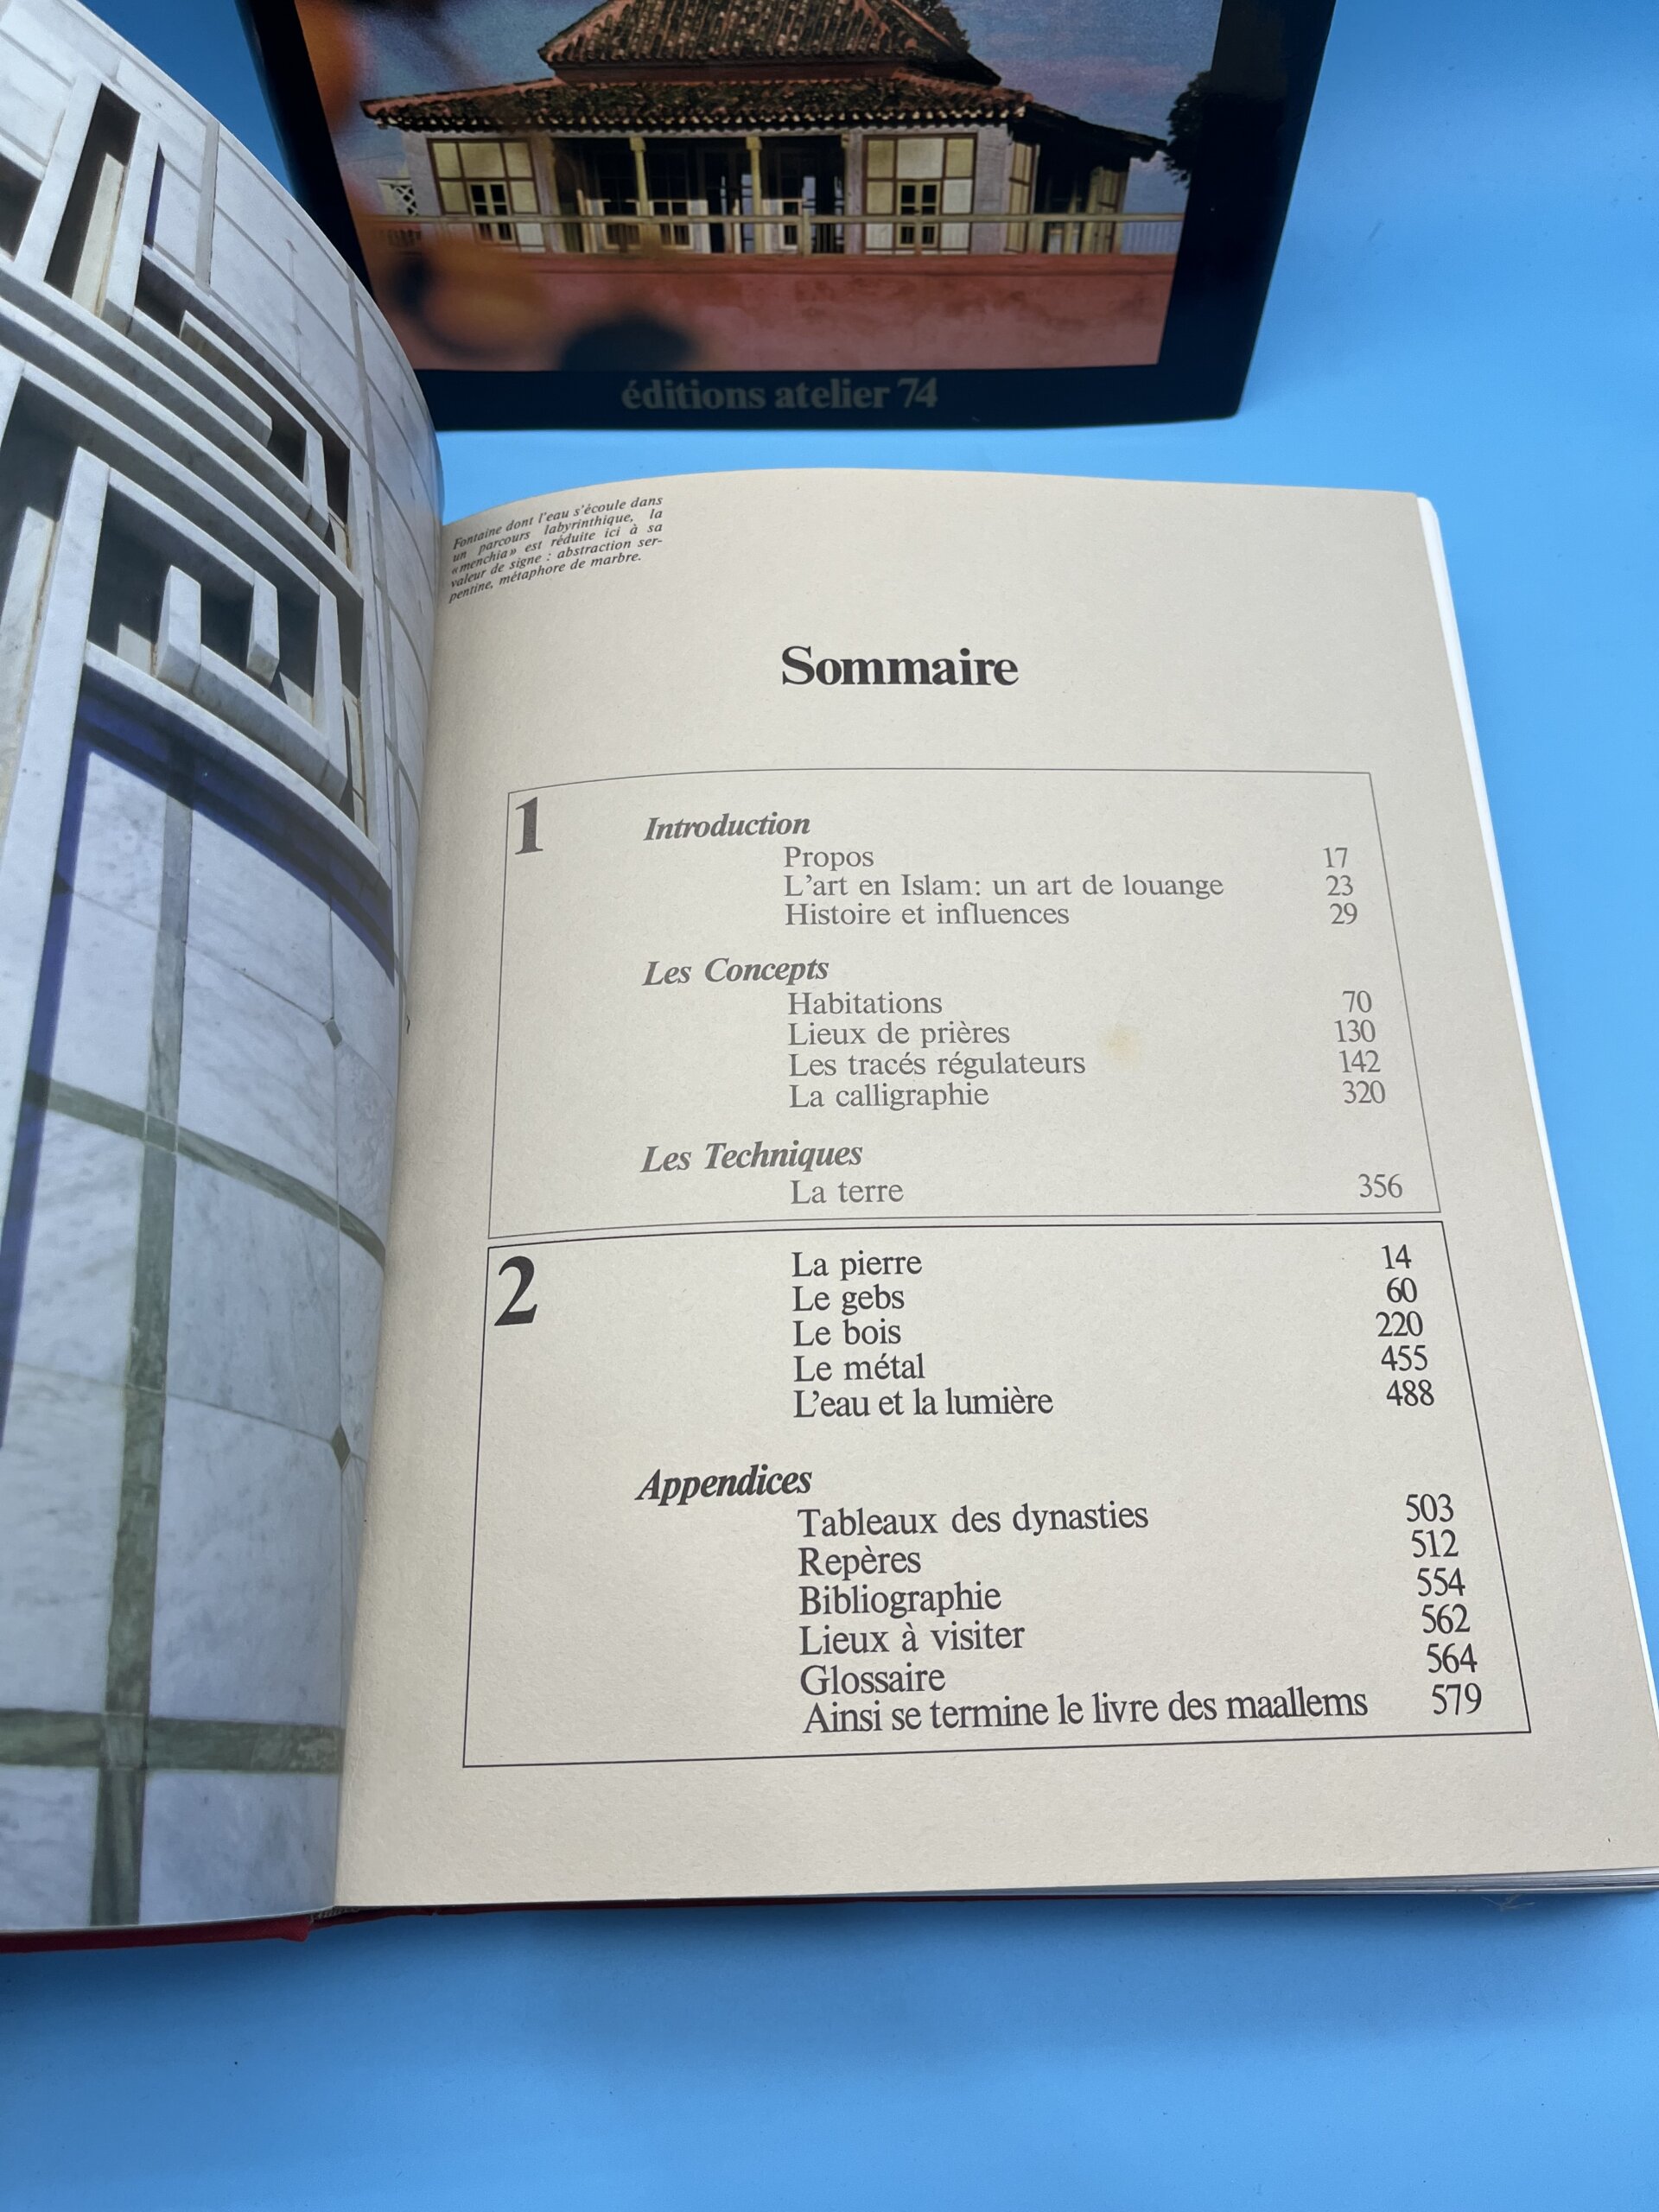 éditions atelier 74
Fontaine dont l'eau s'écoule dans
un parcours labyrinthique, la
«menchia» est réduite ici à sa
valeur de signe : abstraction ser-
pentine, métaphore de marbre.
Sommaire
1
Introduction
Propos 17
L'art en Islam: un art de louange 23
Histoire et influences 29
Les Concepts
Habitations 70
Lieux de prières 130
Les tracés régulateurs 142
La calligraphie 320
Les Techniques
La terre 356
2
La pierre 14
Le gebs 60
Le bois 220
Le métal 455
L'eau et la lumière 488
Appendices
Tableaux des dynasties 503
Repères 512
Bibliographie 554
Lieux à visiter 562
Glossaire 564
Ainsi se termine le livre des maallems 579